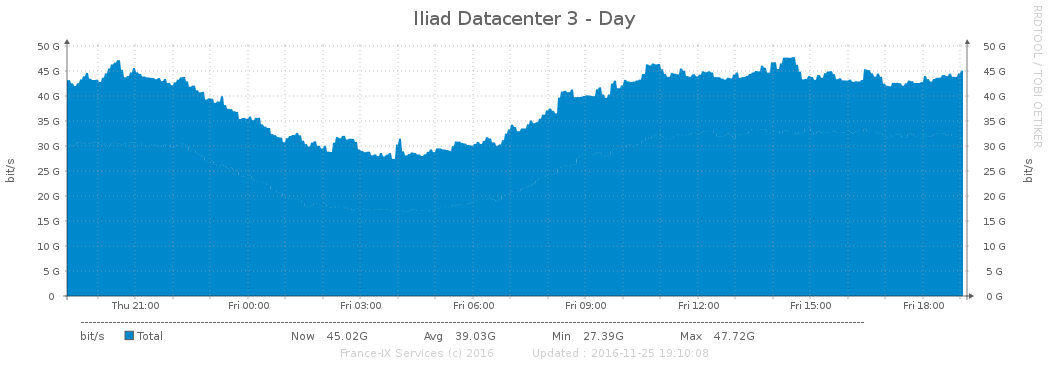 Iliad Datacenter 3 - Day
RRDTOOL / TOBI OETIKER
50 G 50 G
45 G 45 G
40 G 40 G
35 G 35 G
30 G 30 G
25 G 25 G
20 G 20 G
15 G 15 G
10 G 10 G
5 G 5 G
0 0 G
bit/s bit/s
Thu 21:00 Fri 00:00 Fri 03:00 Fri 06:00 Fri 09:00 Fri 12:00 Fri 15:00 Fri 18:00
bit/s Total Now 45.02G Avg 39.03G Min 27.39G Max 47.72G
France-IX Services (c) 2016 Updated : 2016-11-25 19:10:08